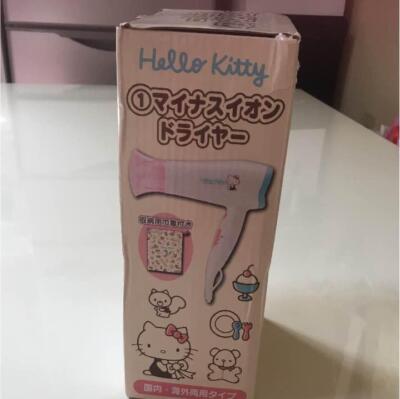 Hello Kitty
①マイナスイオン
ドライヤー
収納用巾着付き
国内・海外両用タイプ